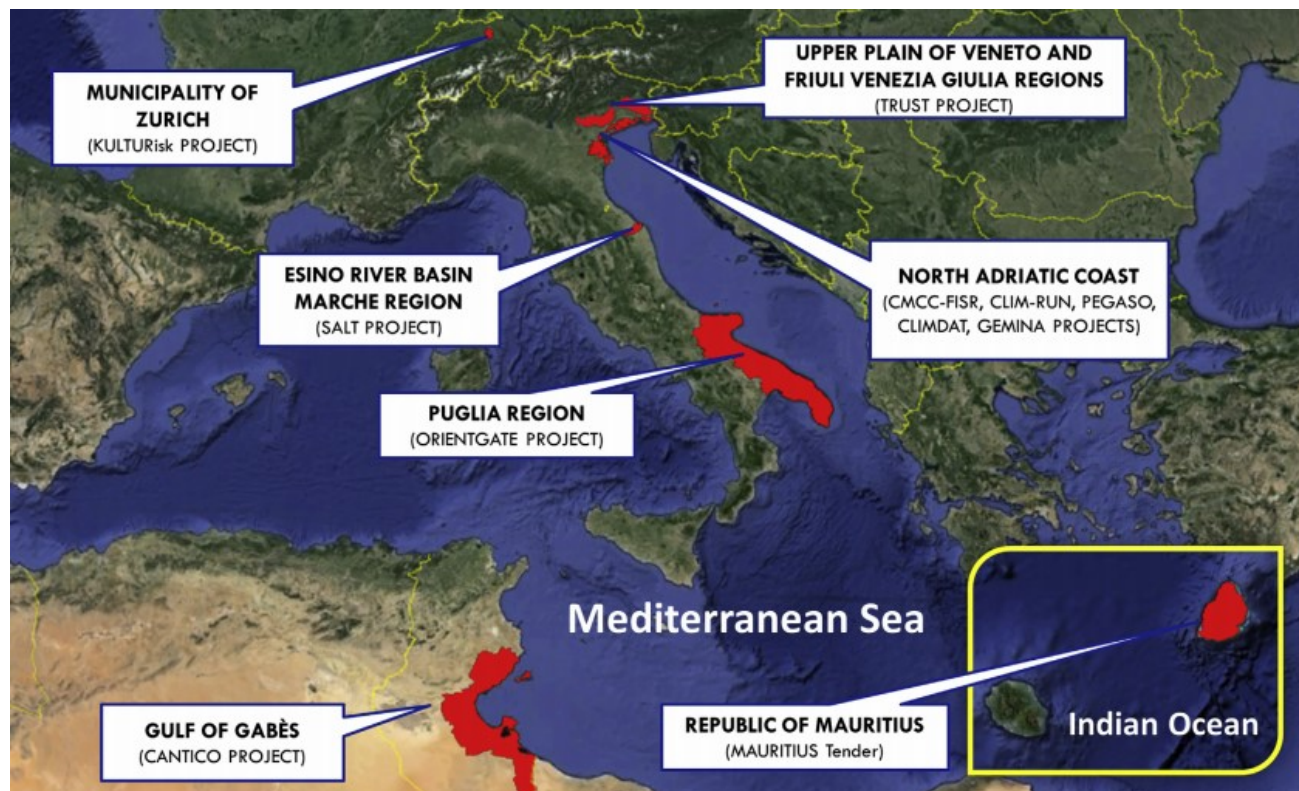 MUNICIPALITY OF
ZURICH
(KULTURisk PROJECT)
UPPER PLAIN OF VENETO AND
FRIULI VENEZIA GIULIA REGIONS
(TRUST PROJECT)
ESINO RIVER BASIN
MARCHE REGION
(SALT PROJECT)
NORTH ADRIATIC COAST
(CMCC-FISR, CLIM-RUN, PEGASO,
CLIMDAT, GEMINA PROJECTS)
PUGLIA REGION
(ORIENTGATE PROJECT)
Mediterranean Sea
GULF OF GABÈS
(CANTICO PROJECT)
REPUBLIC OF MAURITIUS
(MAURITIUS Tender)
Indian Ocean